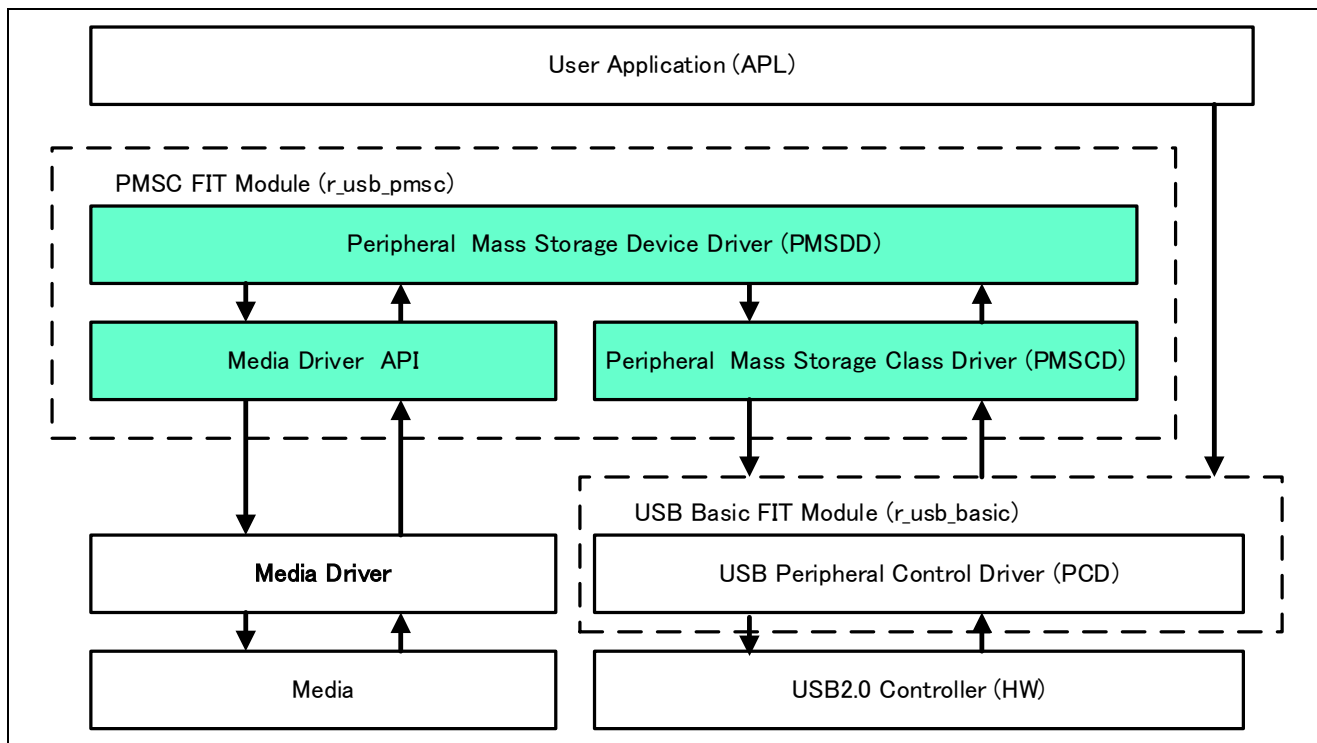 User Application (APL)
PMSC FIT Module (r_usb_pmsc)
Peripheral Mass Storage Device Driver (PMSDD)
Media Driver API
Peripheral Mass Storage Class Driver (PMSCD)
USB Basic FIT Module (r_usb_basic)
Media Driver
USB Peripheral Control Driver (PCD)
Media
USB2.0 Controller (HW)